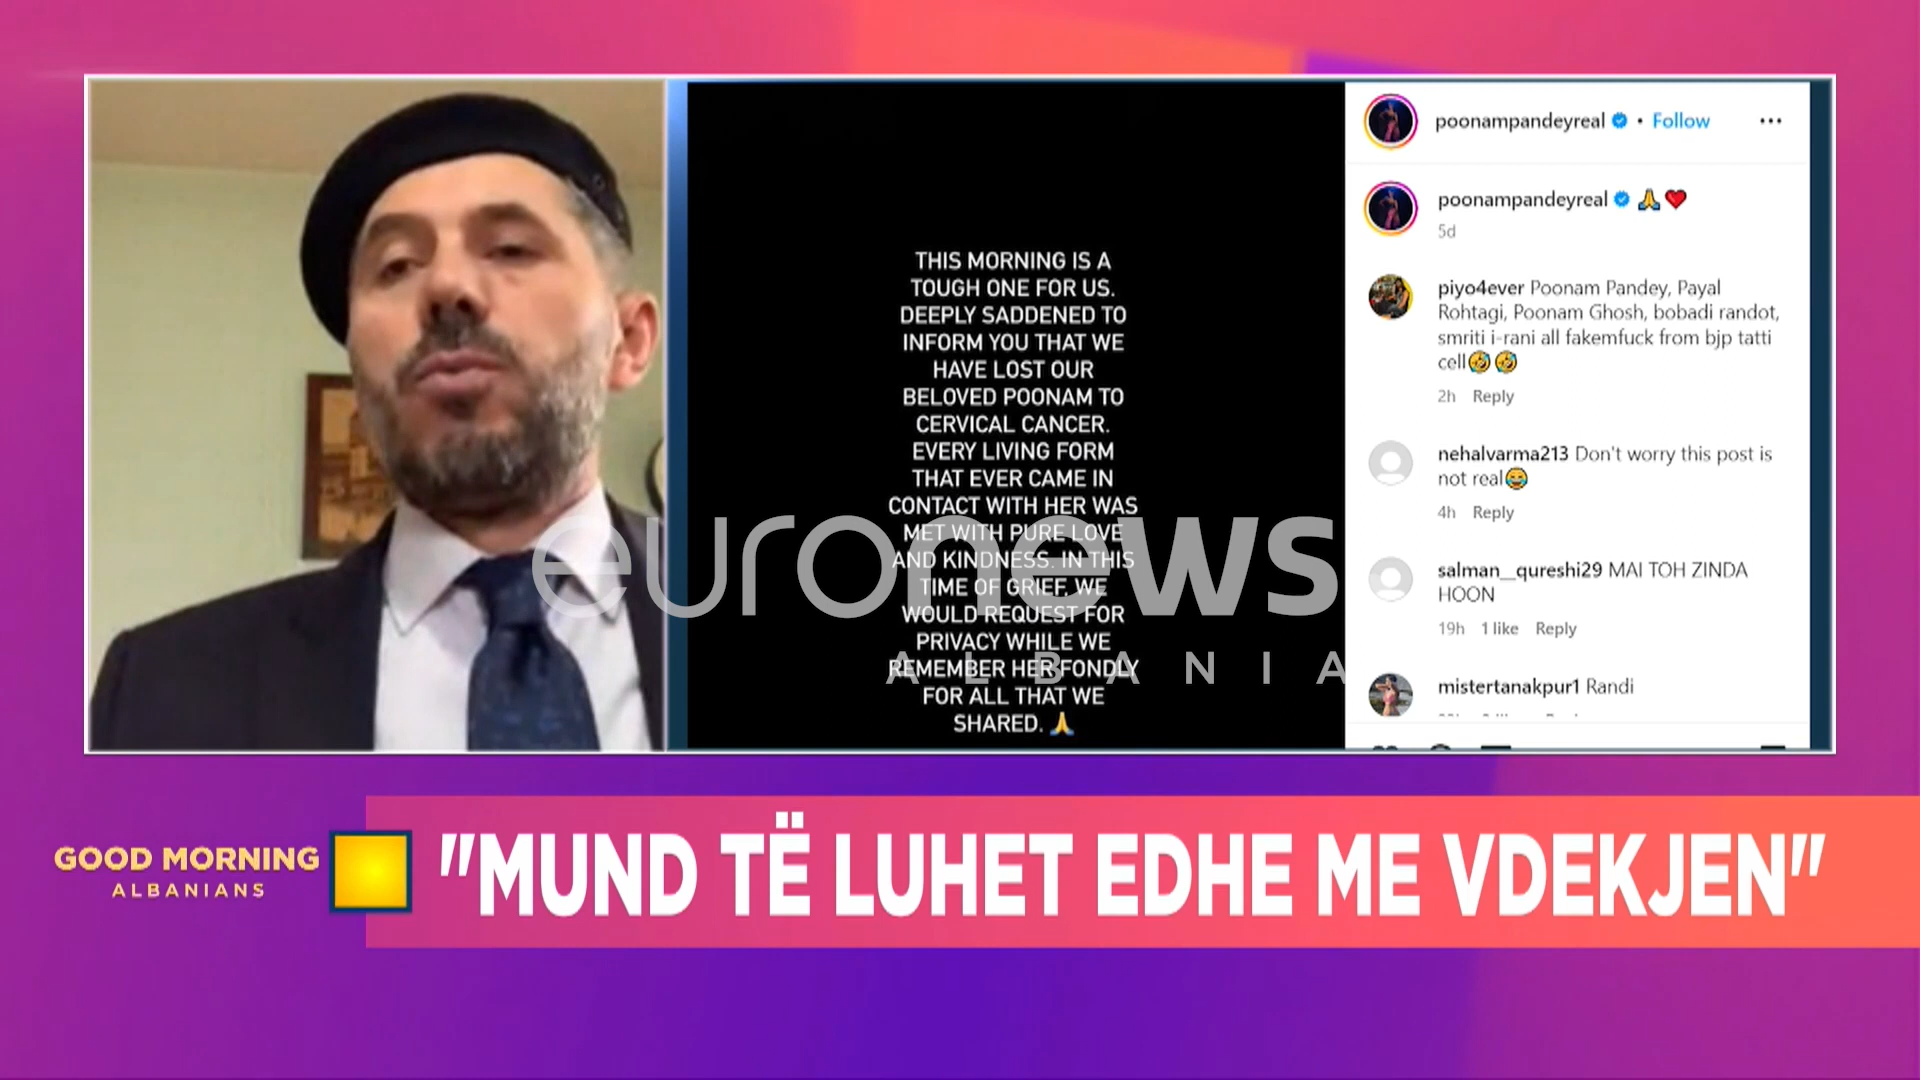 THIS MORNING IS A
TOUGH ONE FOR US.
DEEPLY SADDENED TO
INFORM YOU THAT WE
HAVE LOST OUR
BELOVED POONAM TO
CERVICAL CANCER.
EVERY LIVING FORM
THAT EVER CAME IN
CONTACT WITH HER WAS
MET WITH PURE LOVE
AND KINDNESS. IN THIS
TIME OF GRIEF, WE
WOULD REQUEST FOR
PRIVACY WHILE WE
REMEMBER HER FONDLY
FOR ALL THAT WE
SHARED. 🙏
poonampandeyreal • Follow ...
poonampandeyreal 🙏❤️
5d
piyo4ever Poonam Pandey, Payal
Rohtagi, Poonam Ghosh, bobadi randot,
smriti i-rani all fakemfuck from bjp tatti
cell🤣🤣
2h Reply
nehalvarma213 Don't worry this post is
not real😂
4h Reply
salman__qureshi29 MAI TOH ZINDA
HOON
19h 1 like Reply
mistertanakpur1 Randi
euronews
ALBANIA
GOOD MORNING
ALBANIANS
"MUND TË LUHET EDHE ME VDEKJEN"